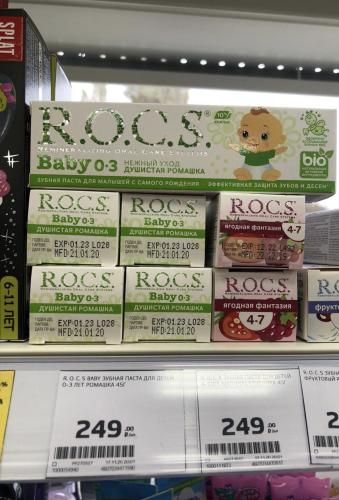 SPLAT
6-11 ЛЕТ
R.O.C.S.
REMINERALIZING ORAL CARE SYSTEMS
Baby 0-3
НЕЖНЫЙ УХОД
ДУШИСТАЯ РОМАШКА
bio
ЗУБНАЯ ПАСТА ДЛЯ МАЛЫШЕЙ С САМОГО РОЖДЕНИЯ
ЭФФЕКТИВНАЯ ЗАЩИТА ЗУБОВ И ДЕСЕН
R.O.C.S.
Baby 0-3
ДУШИСТАЯ РОМАШКА
EXP:01.23 L028
MFD:21.01.20
R.O.C.S.
Baby 0-3
ДУШИСТАЯ РОМАШКА
EXP:01.23 L028
MFD:21.01.20
R.O.C.S.
ягодная фантазия
4-7
R.O.C.S.
Baby 0-3
ДУШИСТАЯ РОМАШКА
EXP:01.23 L028
MFD:21.01.20
R.O.C.S.
Baby 0-3
ДУШИСТАЯ РОМАШКА
EXP:01.23 L028
MFD:21.01.20
R.O.C.S.
ягодная фантазия
4-7
R.O.C.S.
R.O.C.S BABY ЗУБНАЯ ПАСТА ДЛЯ ДЕТЕЙ
0-3 ЛЕТ РОМАШКА 45Г
249 .00
249 .00